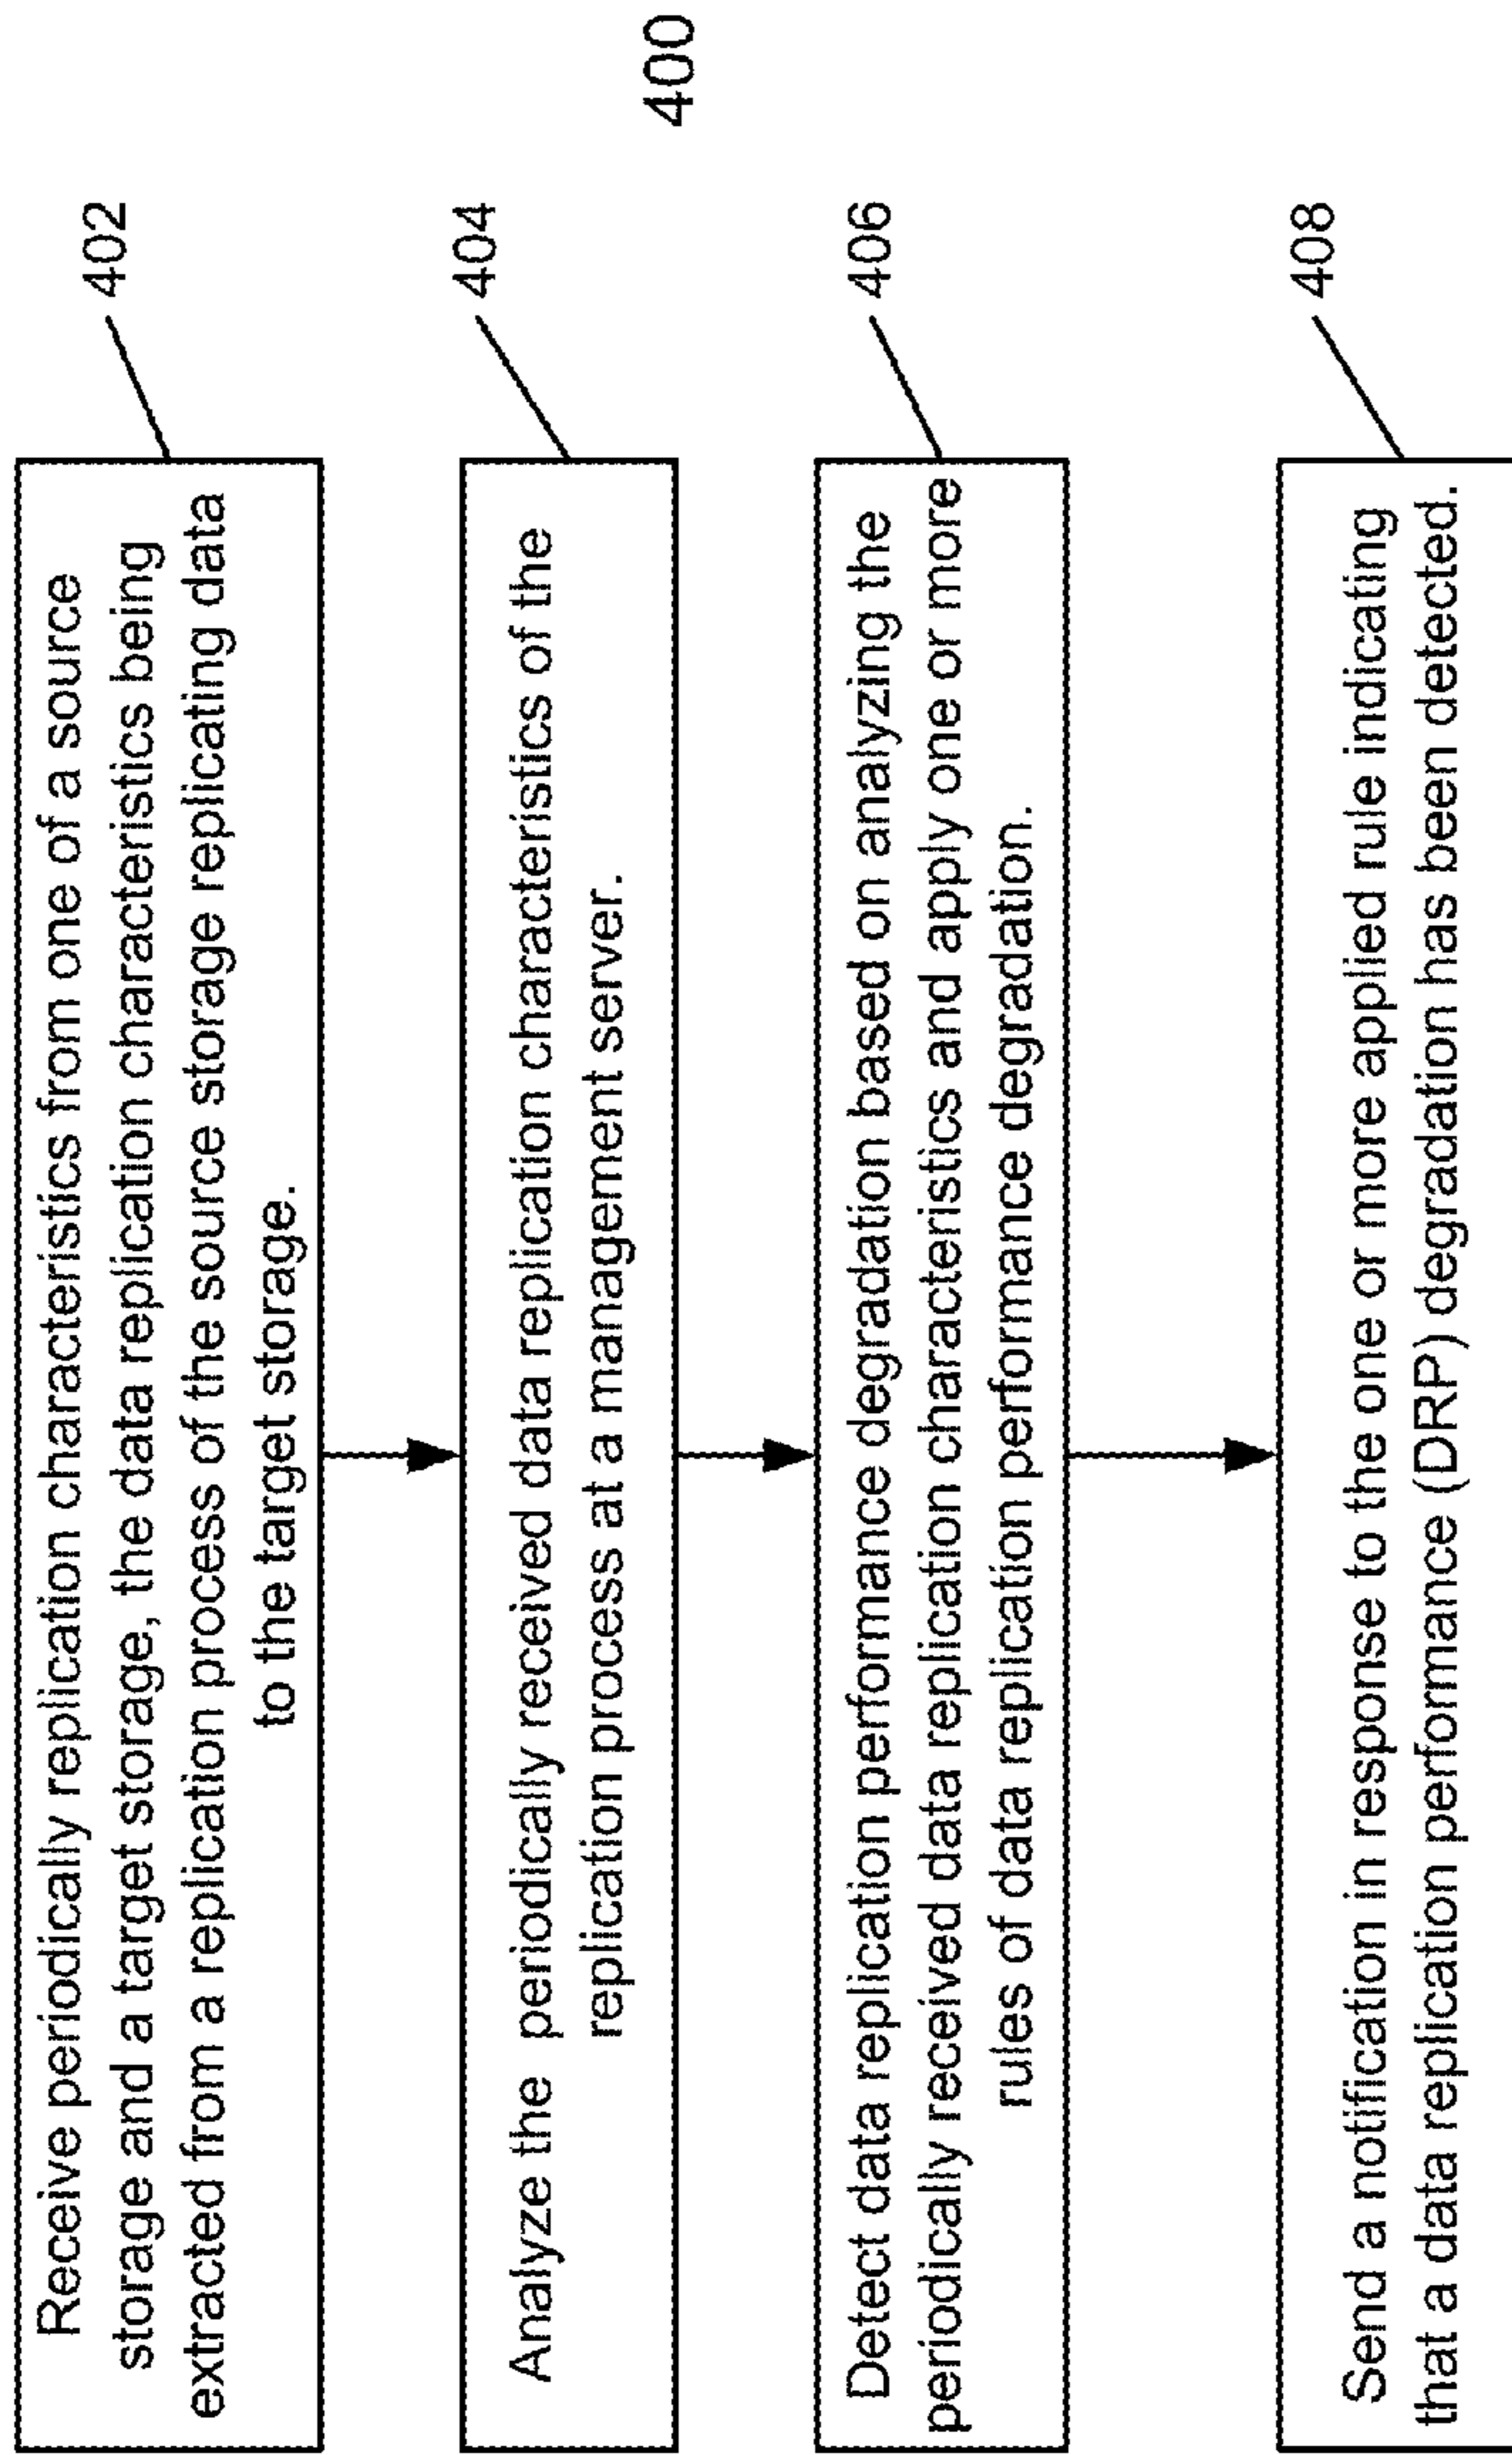 400
Receive periodically replication characteristics from one of a source
storage and a target storage, the data replication characteristics being
extracted from a replication process of the source storage replicating data
to the target storage.
402
Analyze the periodically received data replication characteristics of the
replication process at a management server.
404
Detect data replication performance degradation based on analyzing the
periodically received data replication characteristics and apply one or more
rules of data replication performance degradation.
406
Send a notification in response to the one or more applied rule indicating
that a data replication performance (DRP) degradation has been detected.
408